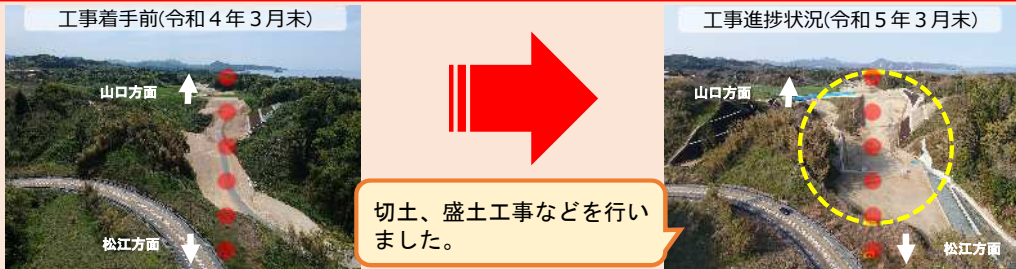 工事着手前(令和４年３月末)
山口方面
松江方面
切土、盛土工事などを行い
ました。
工事進捗状況(令和５年３月末)
山口方面
松江方面